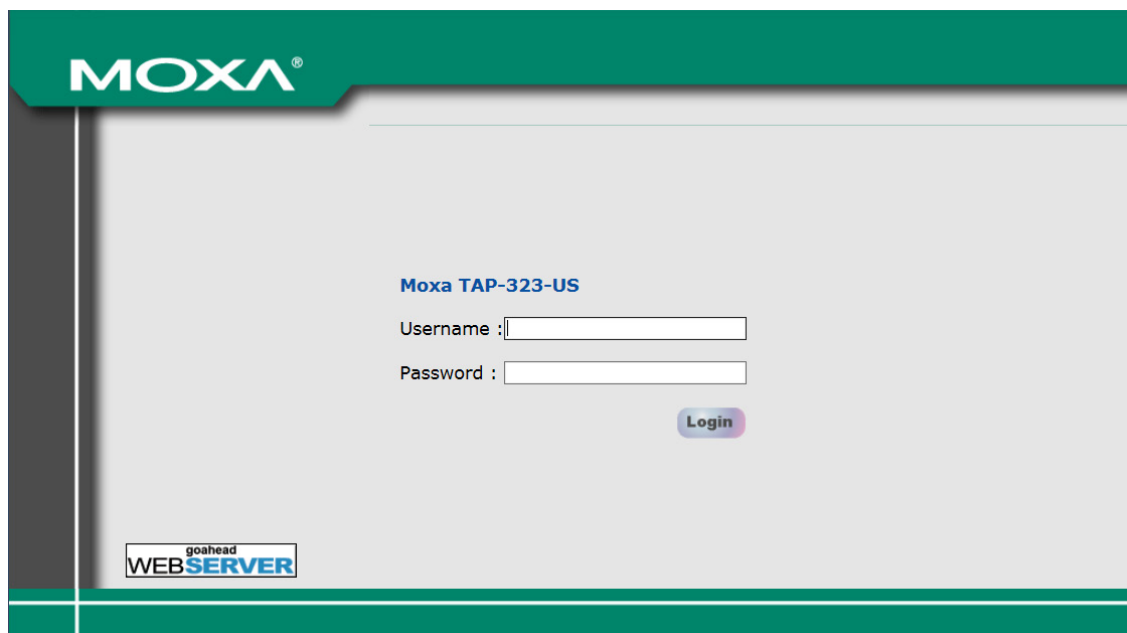 MOXA®
Moxa TAP-323-US
Username :
Password :
Login
goahead
WEBSERVER